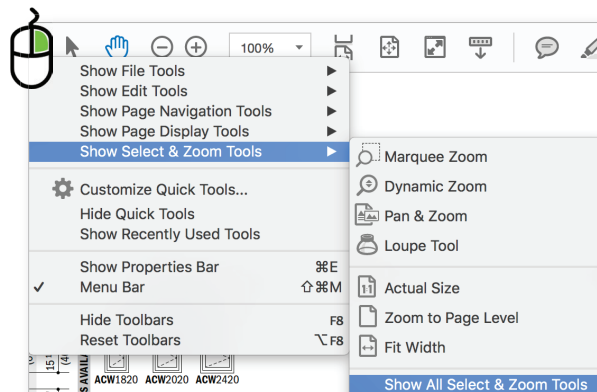 100%
Show File Tools
Show Edit Tools
Show Page Navigation Tools
Show Page Display Tools
Show Select & Zoom Tools
Customize Quick Tools...
Hide Quick Tools
Show Recently Used Tools
Show Properties Bar ⌘E
Menu Bar ⇧⌘M
Hide Toolbars F8
Reset Toolbars ⌥F8
Marquee Zoom
Dynamic Zoom
Pan & Zoom
Loupe Tool
1:1 Actual Size
Zoom to Page Level
Fit Width
Show All Select & Zoom Tools
ACW1820 ACW2020 ACW2420